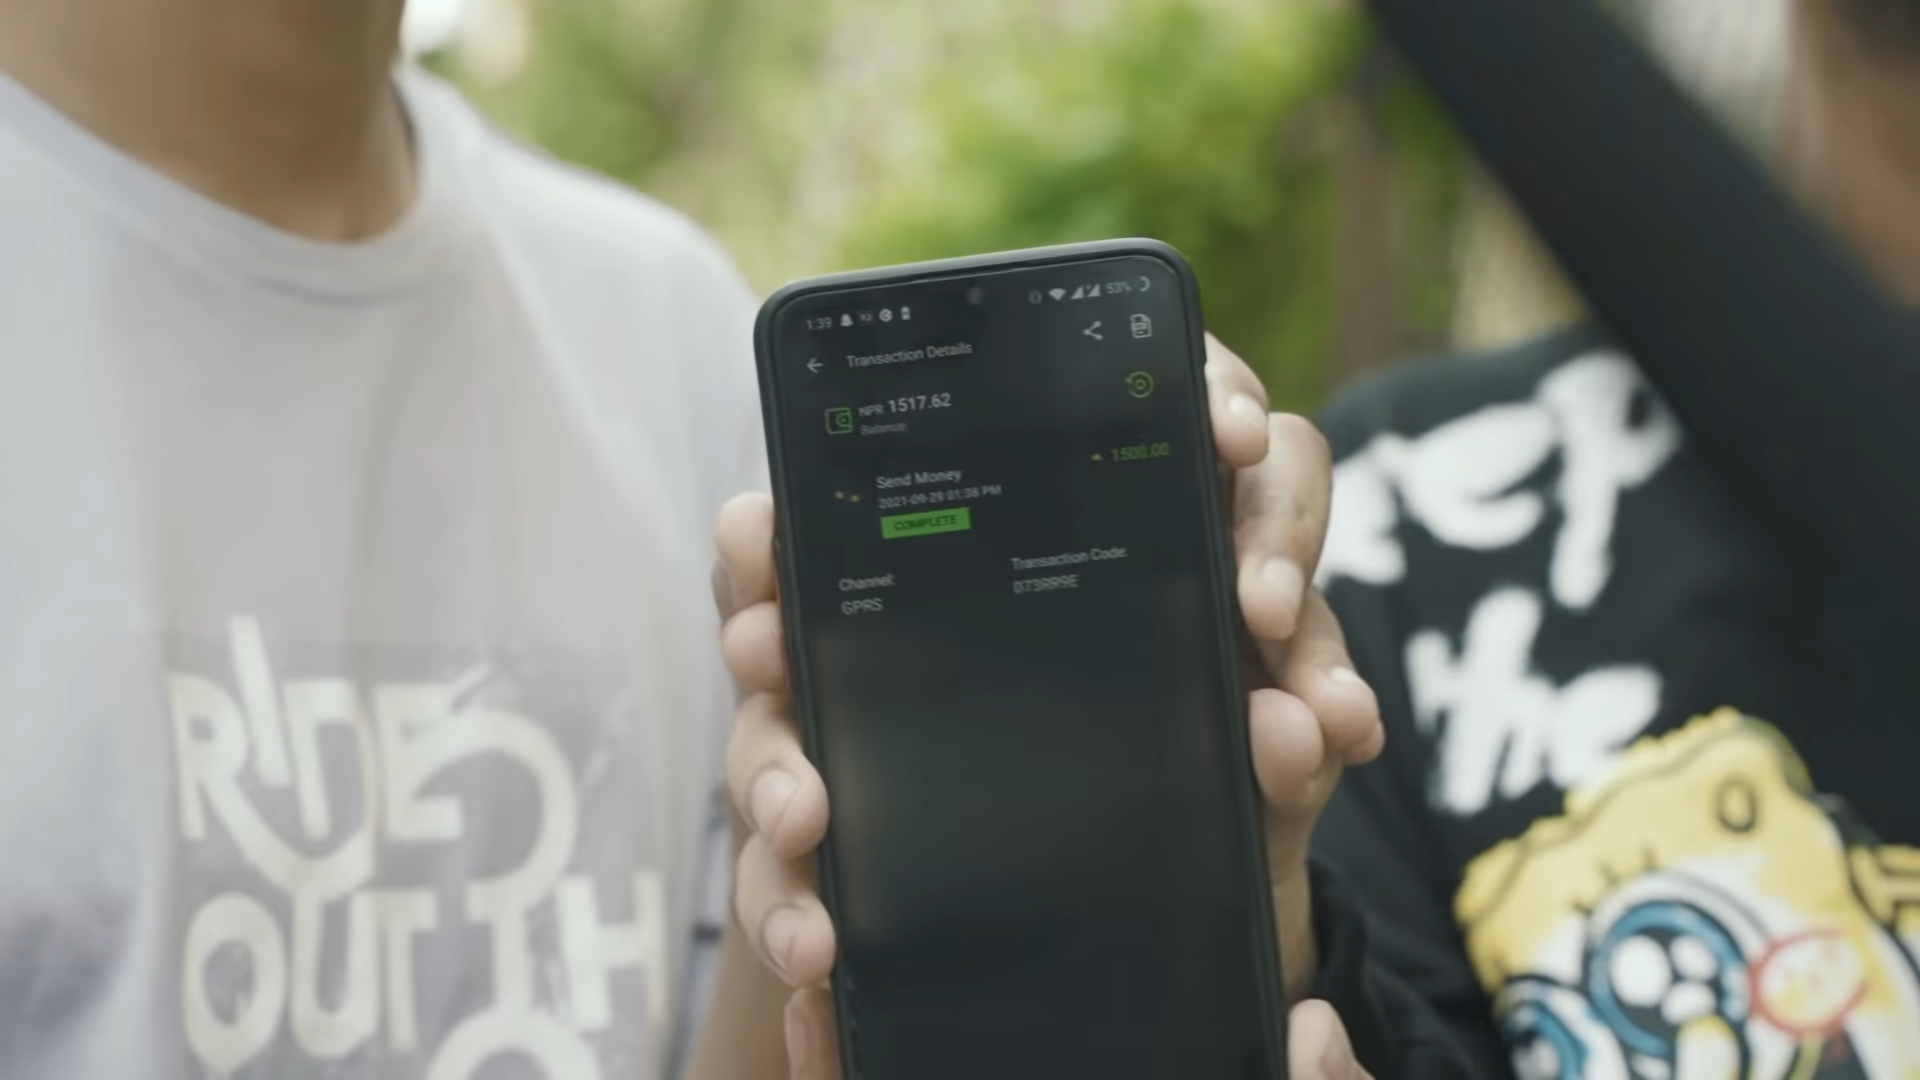 1:39
53%
Transaction Details
NPR 1517.62
Balance
1500.00
Send Money
2021-09-29 01:38 PM
COMPLETE
Channel:
GPRS
Transaction Code:
RIDE
OUT TH
the